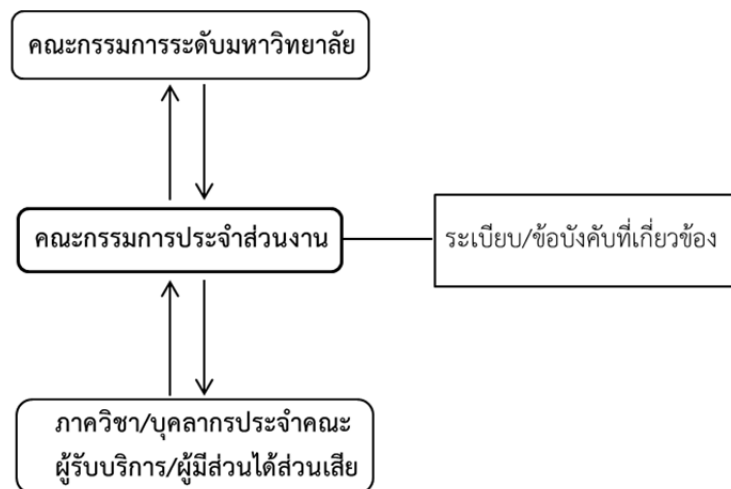 คณะกรรมการระดับมหาวิทยาลัย
คณะกรรมการประจำส่วนงาน
ระเบียบ/ข้อบังคับที่เกี่ยวข้อง
ภาควิชา/บุคลากรประจำคณะ
ผู้รับบริการ/ผู้มีส่วนได้ส่วนเสีย